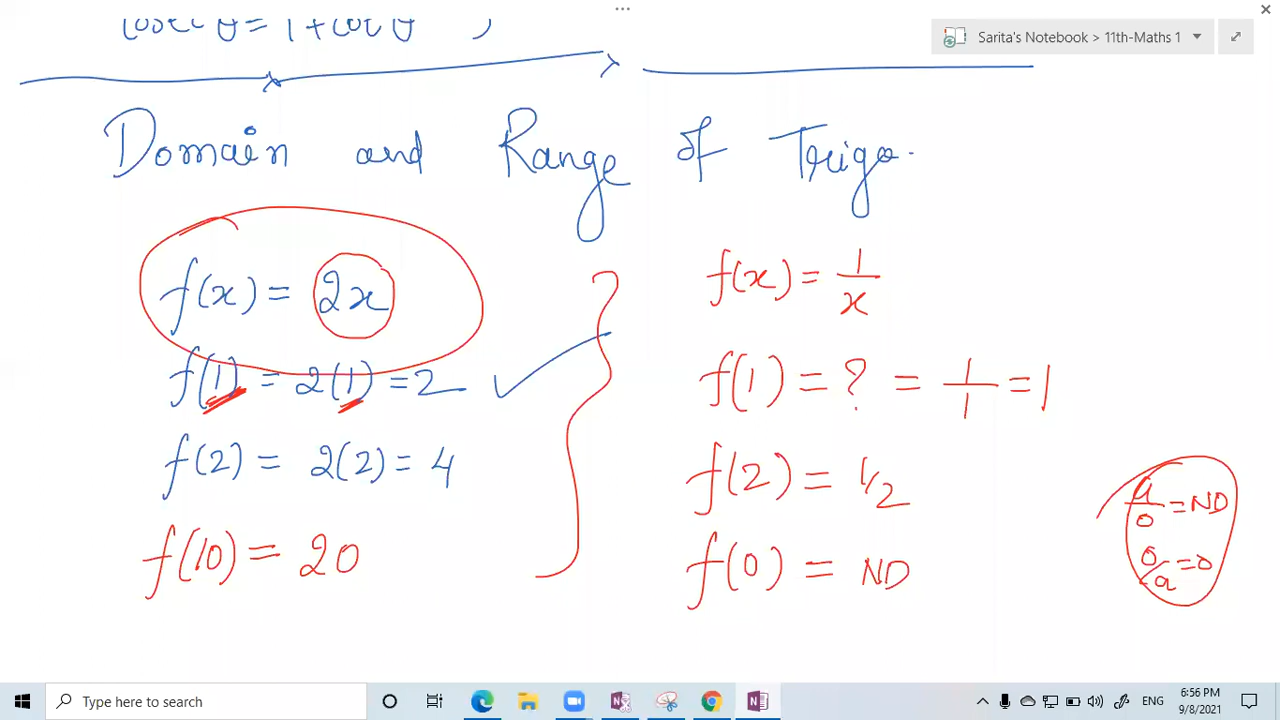 Sarita's Notebook > 11th-Maths 1
Domain and Range of Trigo.
f(x) = 2x
f(1) = 2(1) = 2
f(2) = 2(2) = 4
f(10) = 20
f(x) = 1/x
f(1) = ? = 1/1 = 1
f(2) = 1/2
f(0) = ND
a/0 = ND
0/a = 0
Type here to search
ENG
6:56 PM
9/8/2021